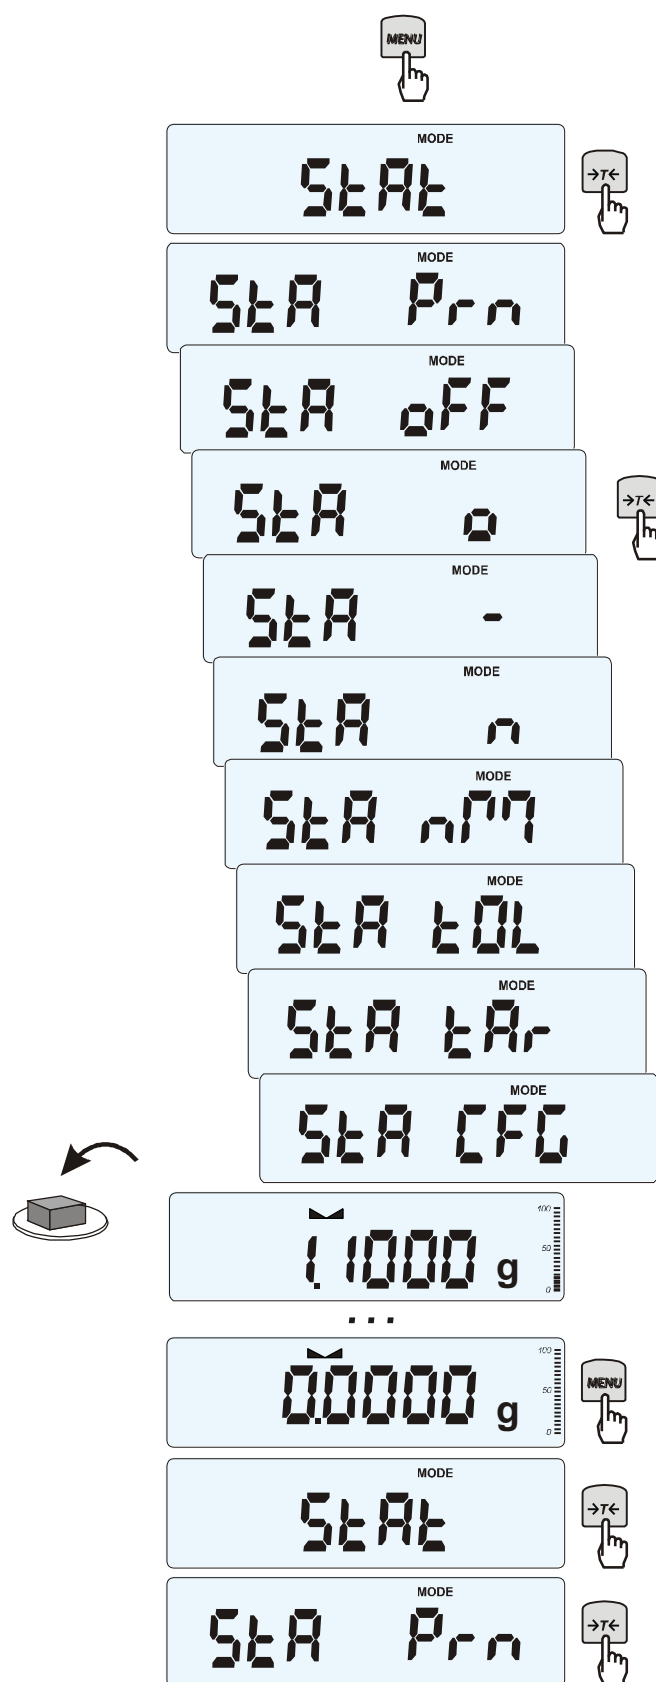 MENU
MODE
StAt
→T←
MODE
StA Prn
MODE
StA oFF
MODE
StA o
→T←
MODE
StA -
MODE
StA n
MODE
StA nM
MODE
StA tOL
MODE
StA tAr
MODE
StA CFG
100
50
0
1.1000 g
...
100
50
0
0.0000 g
MENU
MODE
StAt
→T←
MODE
StA Prn
→T←